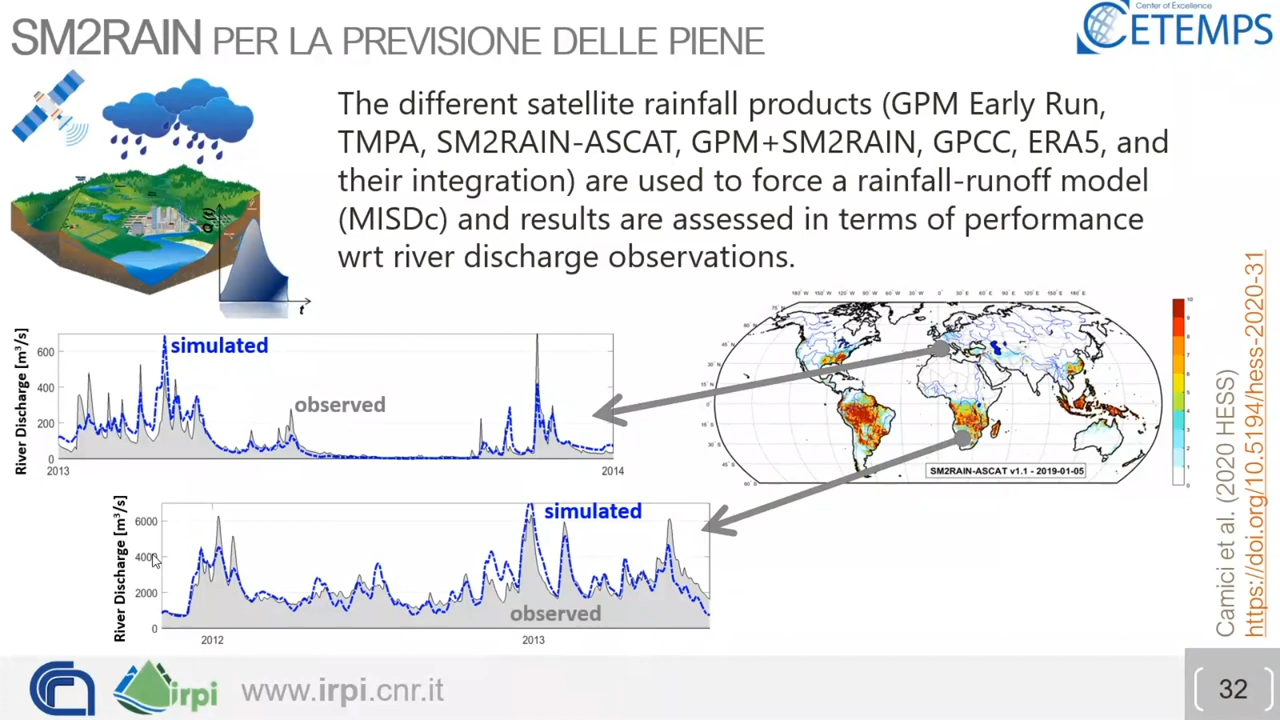 SM2RAIN PER LA PREVISIONE DELLE PIENE
Center of Excellence
CETEMPS
The different satellite rainfall products (GPM Early Run,
TMPA, SM2RAIN-ASCAT, GPM+SM2RAIN, GPCC, ERA5, and
their integration) are used to force a rainfall-runoff model
(MISDc) and results are assessed in terms of performance
wrt river discharge observations.
t
River Discharge [m³/s]
600
400
200
0
2013
2014
simulated
observed
River Discharge [m³/s]
6000
4000
2000
0
2012
2013
simulated
observed
SM2RAIN-ASCAT v1.1 - 2019-01-05
Camici et al. (2020 HESS)
https://doi.org/10.5194/hess-2020-31
irpi
www.irpi.cnr.it
32